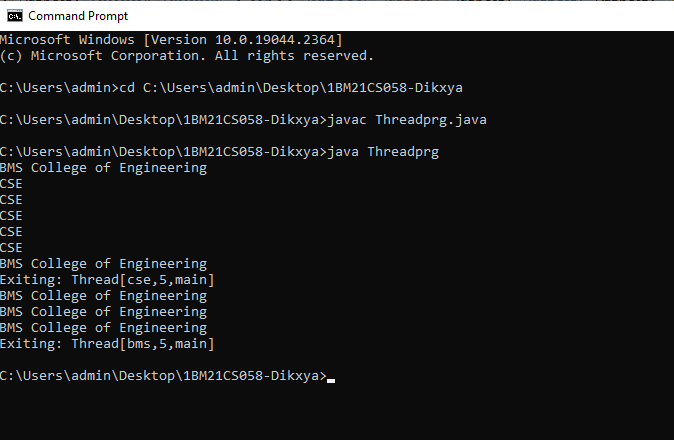 Command Prompt
Microsoft Windows [Version 10.0.19044.2364]
(c) Microsoft Corporation. All rights reserved.
C:\Users\admin>cd C:\Users\admin\Desktop\1BM21CS058-Dikxya
C:\Users\admin\Desktop\1BM21CS058-Dikxya>javac Threadprg.java
C:\Users\admin\Desktop\1BM21CS058-Dikxya>java Threadprg
BMS College of Engineering
CSE
CSE
CSE
CSE
CSE
BMS College of Engineering
Exiting: Thread[cse,5,main]
BMS College of Engineering
BMS College of Engineering
BMS College of Engineering
Exiting: Thread[bms,5,main]
C:\Users\admin\Desktop\1BM21CS058-Dikxya>